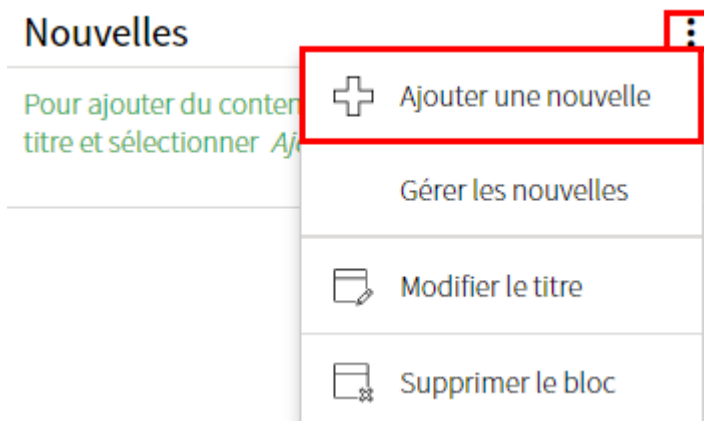 Nouvelles
Ajouter une nouvelle
Pour ajouter du conten
titre et sélectionner Aj
Gérer les nouvelles
Modifier le titre
Supprimer le bloc